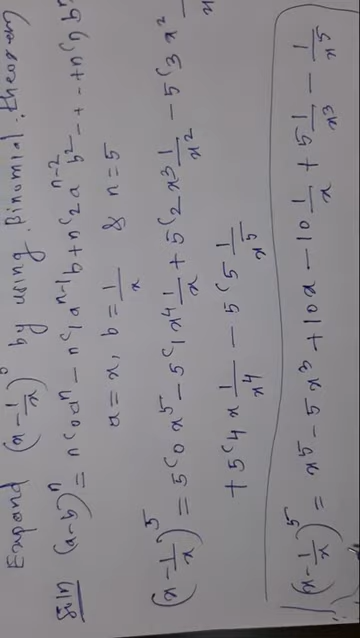 Expand (x - 1/x)^5 by using Binomial theorem
Soln (a-b)^n = nC0 a^n - nC1 a^{n-1} b + nC2 a^{n-2} b^2 - + - + nCn b^n
a = x, b = 1/x & n = 5
(x - 1/x)^5 = 5C0 x^5 - 5C1 x^4 1/x + 5C2 x^3 1/x^2 - 5C3 x^2
+ 5C4 x 1/x^4 - 5C5 1/x^5
(x - 1/x)^5 = x^5 - 5x^3 + 10x - 10 1/x + 5 1/x^3 - 1/x^5